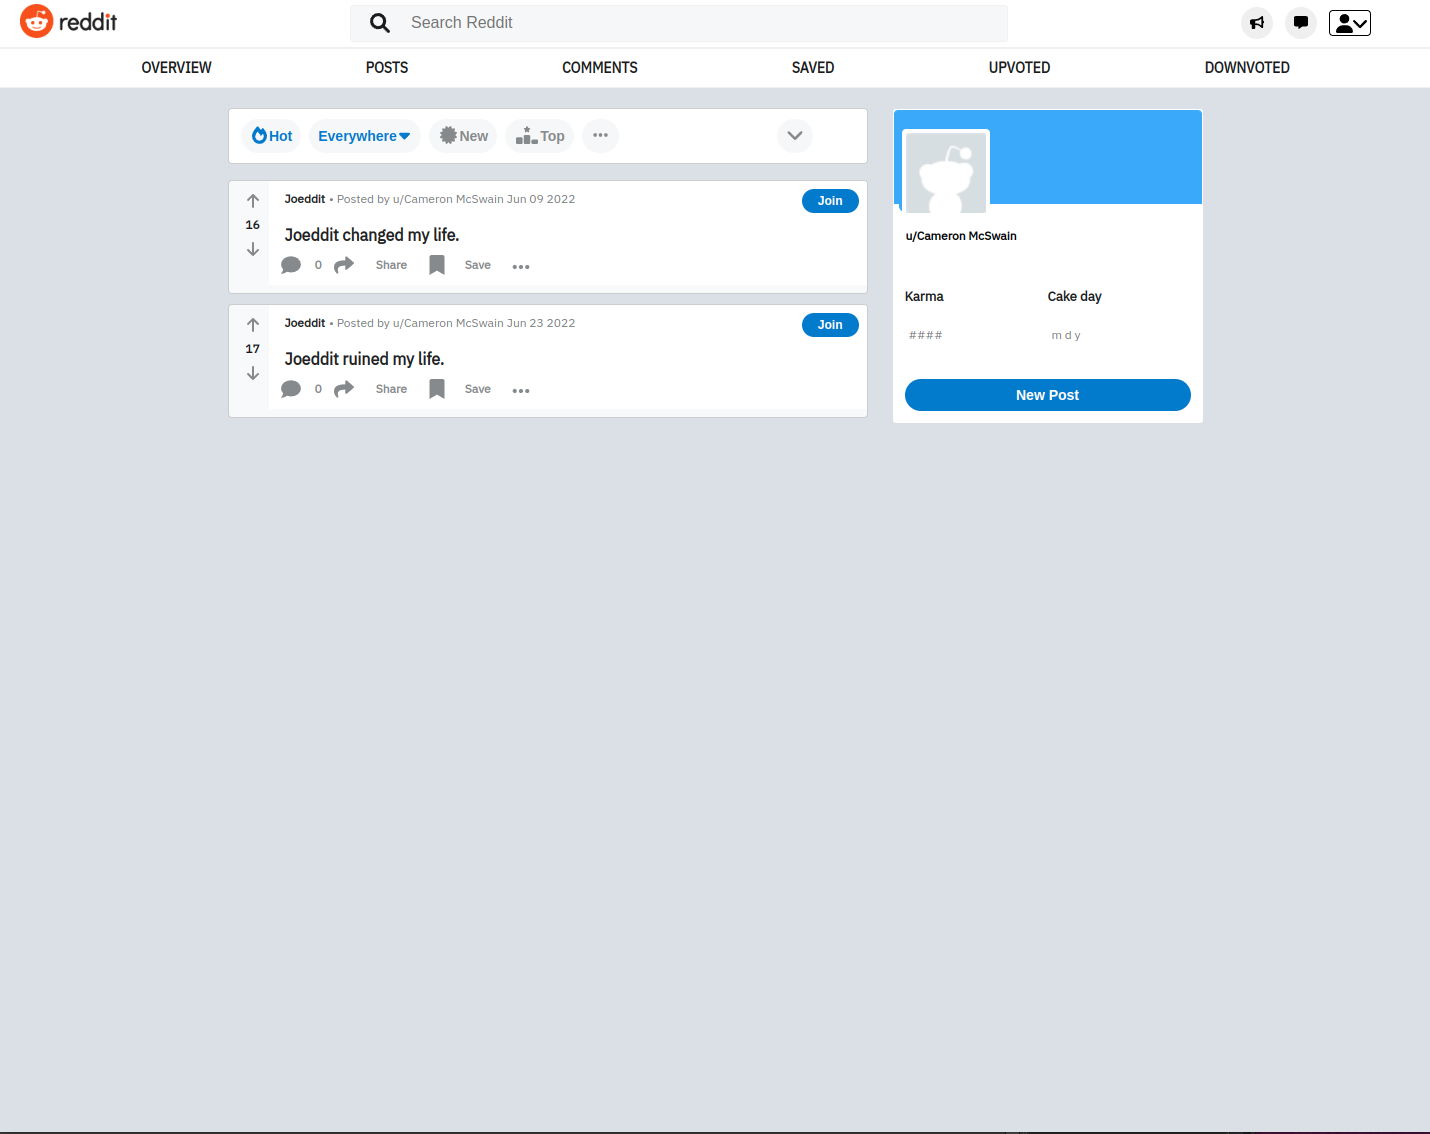 reddit
Search Reddit
OVERVIEW POSTS COMMENTS SAVED UPVOTED DOWNVOTED
Hot Everywhere New Top
Joeddit • Posted by u/Cameron McSwain Jun 09 2022 Join
16
Joeddit changed my life.
0 Share Save
Joeddit • Posted by u/Cameron McSwain Jun 23 2022 Join
17
Joeddit ruined my life.
0 Share Save
u/Cameron McSwain
Karma Cake day
#### m d y
New Post